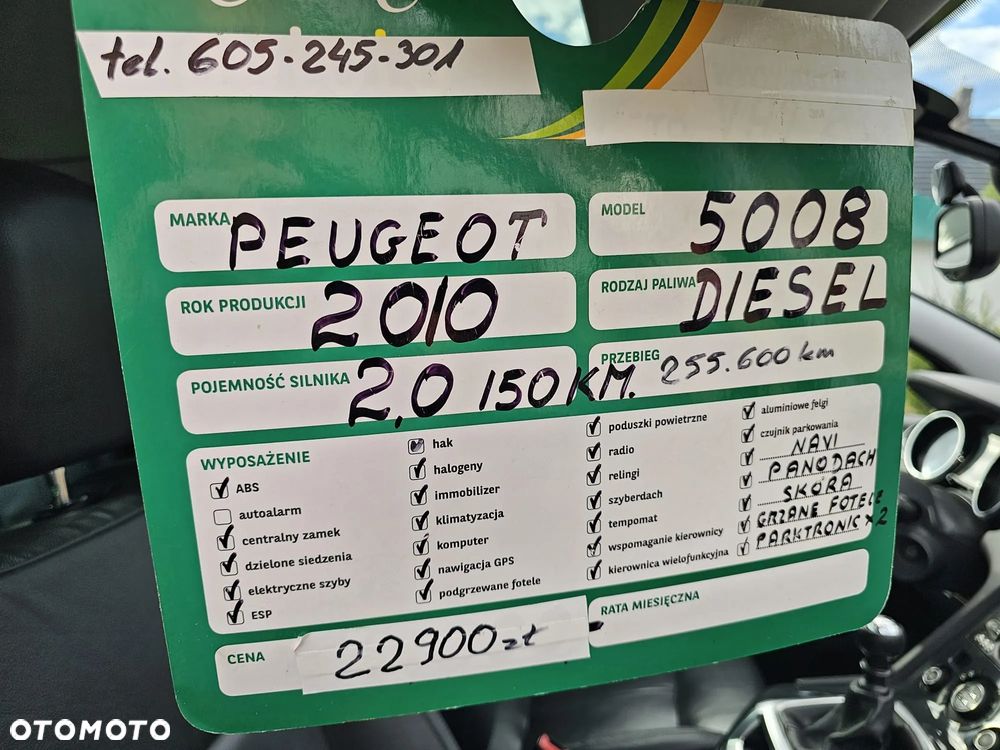 tel. 605-245-301
MARKA PEUGEOT
MODEL 5008
ROK PRODUKCJI 2010
RODZAJ PALIWA DIESEL
POJEMNOŚĆ SILNIKA 2,0 150KM.
PRZEBIEG 255.600 km
WYPOSAŻENIE
ABS
autoalarm
centralny zamek
dzielone siedzenia
elektryczne szyby
ESP
hak
halogeny
immobilizer
klimatyzacja
komputer
nawigacja GPS
podgrzewane fotele
poduszki powietrzne
radio
relingi
szyberdach
tempomat
wspomaganie kierownicy
kierownica wielofunkcyjna
aluminiowe felgi
czujnik parkowania
NAVI
PANODACH
SKÓRA
GRZANE FOTELE
PARKTRONIC x 2
CENA 22900 zł
RATA MIESIĘCZNA -
OTOMOTO